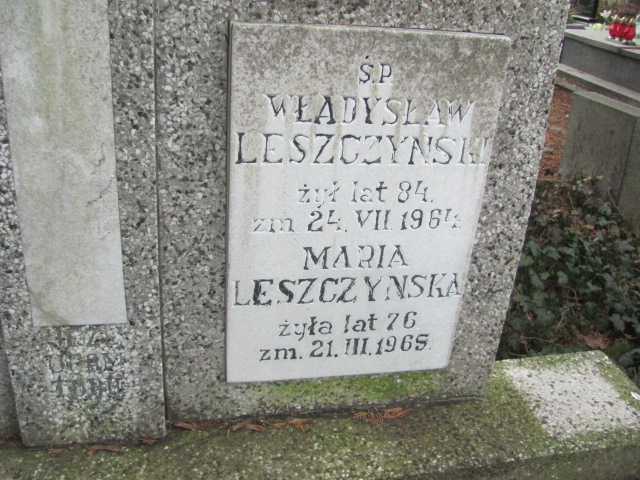 Ś.P
WŁADYSŁAW
LESZCZYŃSKI
żył lat 84.
zm. 24. VII. 1964.
MARIA
LESZCZYŃSKA
żyła lat 76
zm. 21. III. 1965.